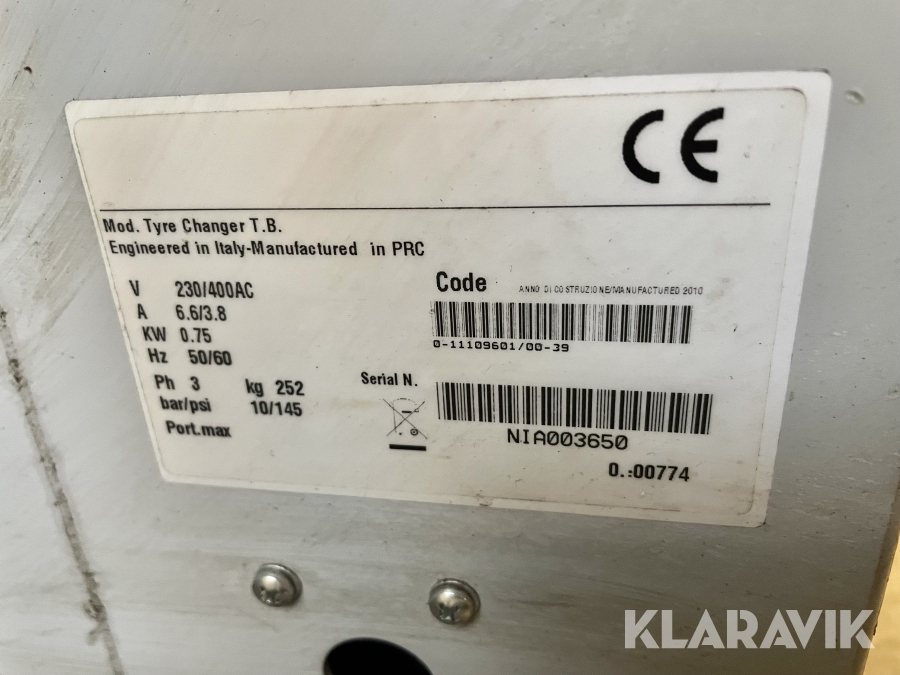 CE
Mod. Tyre Changer T.B.
Engineered in Italy-Manufactured in PRC
V 230/400AC
A 6.6/3.8
KW 0.75
Hz 50/60
Ph 3 kg 252
bar/psi 10/145
Port.max
Code ANNO DI COSTRUZIONE/MANUFACTURED 2010
0-11109601/00-39
Serial N.
NIA003650
0.:00774
KLARAVIK